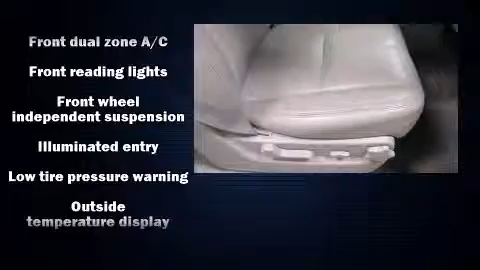 Front dual zone A/C
Front reading lights
Front wheel
independent suspension
Illuminated entry
Low tire pressure warning
Outside
temperature display